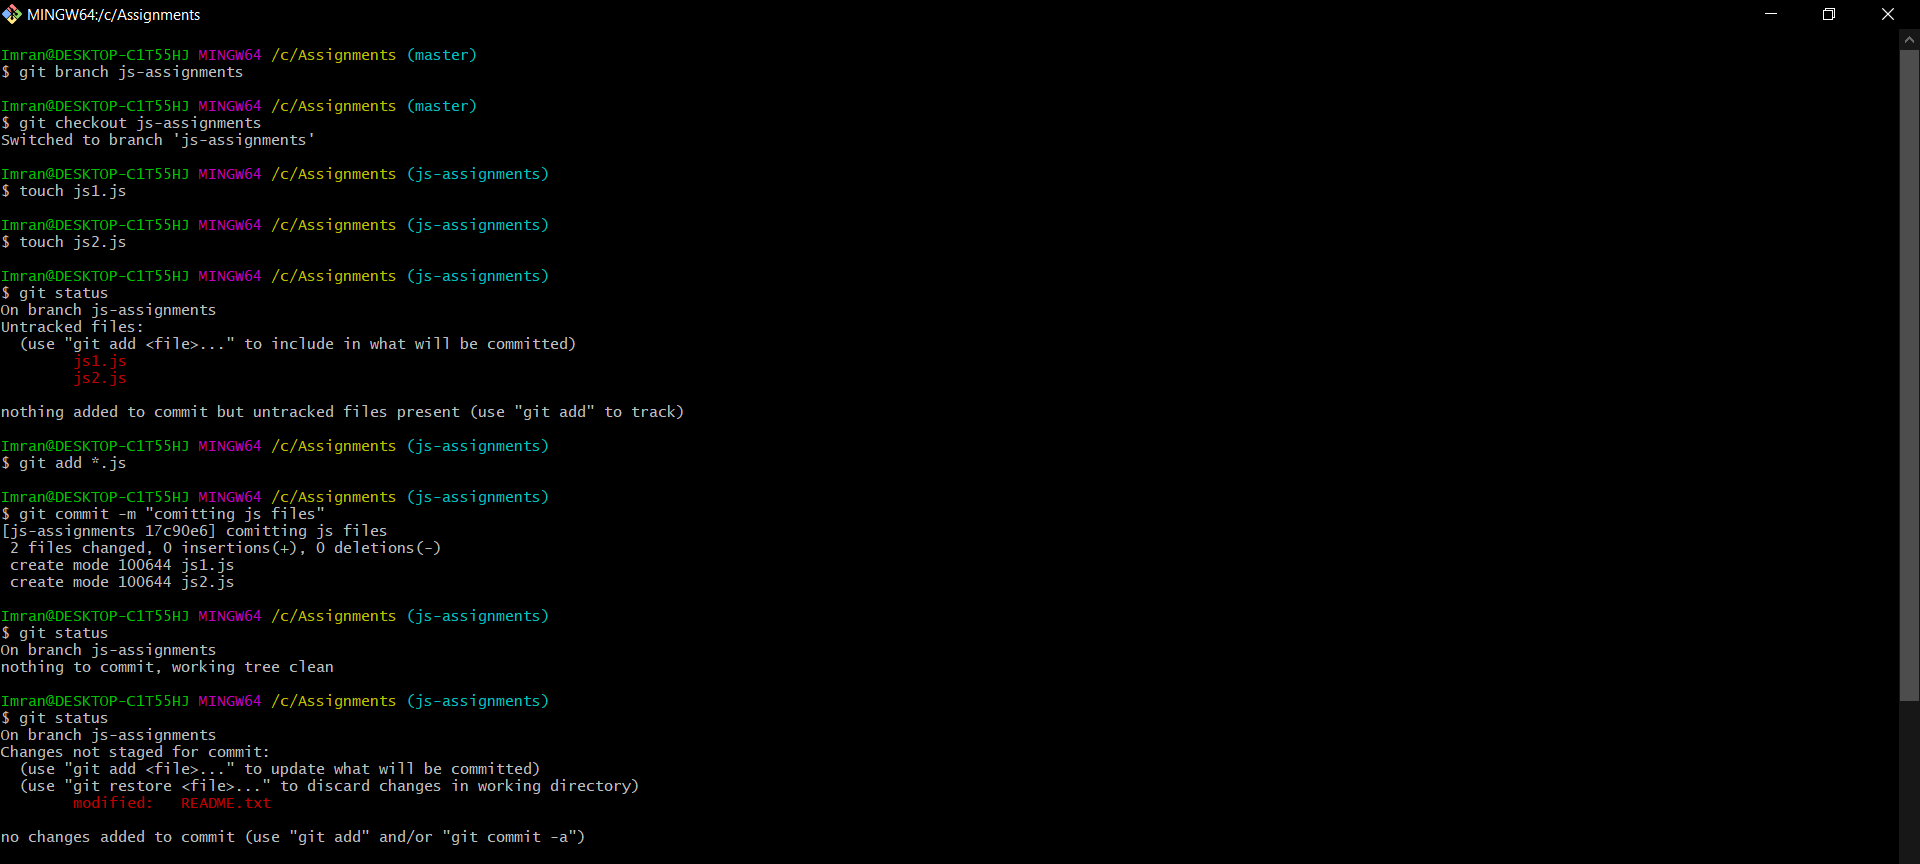 MINGW64:/c/Assignments
Imran@DESKTOP-C1T55HJ MINGW64 /c/Assignments (master)
$ git branch js-assignments
Imran@DESKTOP-C1T55HJ MINGW64 /c/Assignments (master)
$ git checkout js-assignments
Switched to branch 'js-assignments'
Imran@DESKTOP-C1T55HJ MINGW64 /c/Assignments (js-assignments)
$ touch js1.js
Imran@DESKTOP-C1T55HJ MINGW64 /c/Assignments (js-assignments)
$ touch js2.js
Imran@DESKTOP-C1T55HJ MINGW64 /c/Assignments (js-assignments)
$ git status
On branch js-assignments
Untracked files:
  (use "git add <file>..." to include in what will be committed)
        js1.js
        js2.js
nothing added to commit but untracked files present (use "git add" to track)
Imran@DESKTOP-C1T55HJ MINGW64 /c/Assignments (js-assignments)
$ git add *.js
Imran@DESKTOP-C1T55HJ MINGW64 /c/Assignments (js-assignments)
$ git commit -m "comitting js files"
[js-assignments 17c90e6] comitting js files
 2 files changed, 0 insertions(+), 0 deletions(-)
 create mode 100644 js1.js
 create mode 100644 js2.js
Imran@DESKTOP-C1T55HJ MINGW64 /c/Assignments (js-assignments)
$ git status
On branch js-assignments
nothing to commit, working tree clean
Imran@DESKTOP-C1T55HJ MINGW64 /c/Assignments (js-assignments)
$ git status
On branch js-assignments
Changes not staged for commit:
  (use "git add <file>..." to update what will be committed)
  (use "git restore <file>..." to discard changes in working directory)
        modified:   README.txt
no changes added to commit (use "git add" and/or "git commit -a")